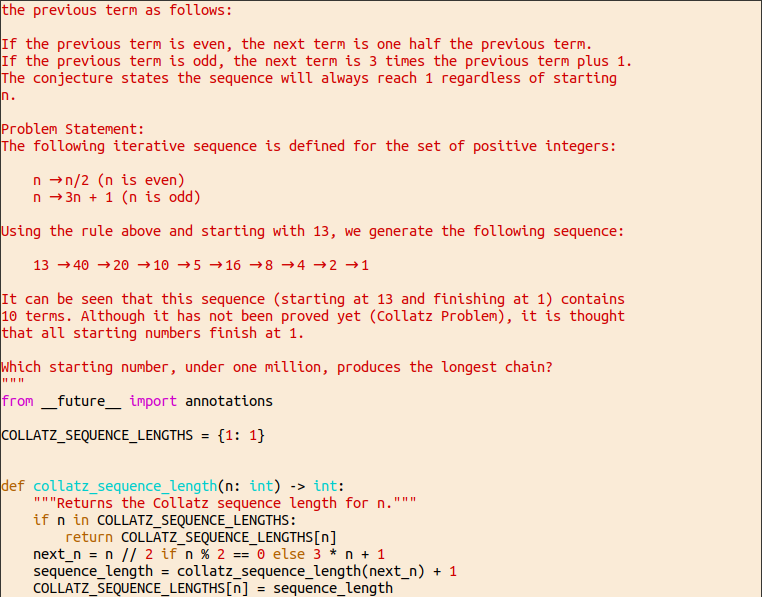 the previous term as follows:

If the previous term is even, the next term is one half the previous term.
If the previous term is odd, the next term is 3 times the previous term plus 1.
The conjecture states the sequence will always reach 1 regardless of starting
n.

Problem Statement:
The following iterative sequence is defined for the set of positive integers:

    n →n/2 (n is even)
    n →3n + 1 (n is odd)

Using the rule above and starting with 13, we generate the following sequence:

    13 →40 →20 →10 →5 →16 →8 →4 →2 →1

It can be seen that this sequence (starting at 13 and finishing at 1) contains
10 terms. Although it has not been proved yet (Collatz Problem), it is thought
that all starting numbers finish at 1.

Which starting number, under one million, produces the longest chain?
"""
from __future__ import annotations

COLLATZ_SEQUENCE_LENGTHS = {1: 1}


def collatz_sequence_length(n: int) -> int:
    """Returns the Collatz sequence length for n."""
    if n in COLLATZ_SEQUENCE_LENGTHS:
        return COLLATZ_SEQUENCE_LENGTHS[n]
    next_n = n // 2 if n % 2 == 0 else 3 * n + 1
    sequence_length = collatz_sequence_length(next_n) + 1
    COLLATZ_SEQUENCE_LENGTHS[n] = sequence_length